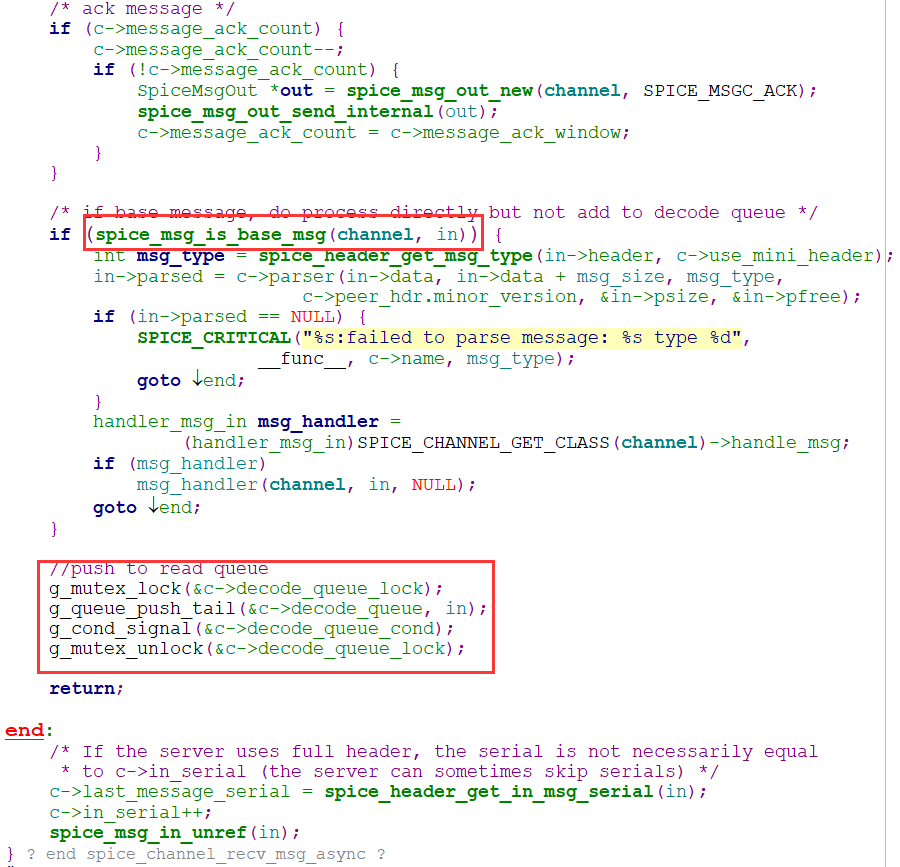 /* ack message */
if (c->message_ack_count) {
c->message_ack_count--;
if (!c->message_ack_count) {
SpiceMsgOut *out = spice_msg_out_new(channel, SPICE_MSGC_ACK);
spice_msg_out_send_internal(out);
c->message_ack_count = c->message_ack_window;
}
}
/* if base message, do process directly but not add to decode queue */
if (spice_msg_is_base_msg(channel, in)) {
int msg_type = spice_header_get_msg_type(in->header, c->use_mini_header);
in->parsed = c->parser(in->data, in->data + msg_size, msg_type,
c->peer_hdr.minor_version, &in->psize, &in->pfree);
if (in->parsed == NULL) {
SPICE_CRITICAL("%s:failed to parse message: %s type %d",
__func__, c->name, msg_type);
goto ↓end;
}
handler_msg_in msg_handler =
(handler_msg_in)SPICE_CHANNEL_GET_CLASS(channel)->handle_msg;
if (msg_handler)
msg_handler(channel, in, NULL);
goto ↓end;
}
//push to read queue
g_mutex_lock(&c->decode_queue_lock);
g_queue_push_tail(&c->decode_queue, in);
g_cond_signal(&c->decode_queue_cond);
g_mutex_unlock(&c->decode_queue_lock);
return;
end:
/* If the server uses full header, the serial is not necessarily equal
* to c->in_serial (the server can sometimes skip serials) */
c->last_message_serial = spice_header_get_in_msg_serial(in);
c->in_serial++;
spice_msg_in_unref(in);
} ? end spice_channel_recv_msg_async ?